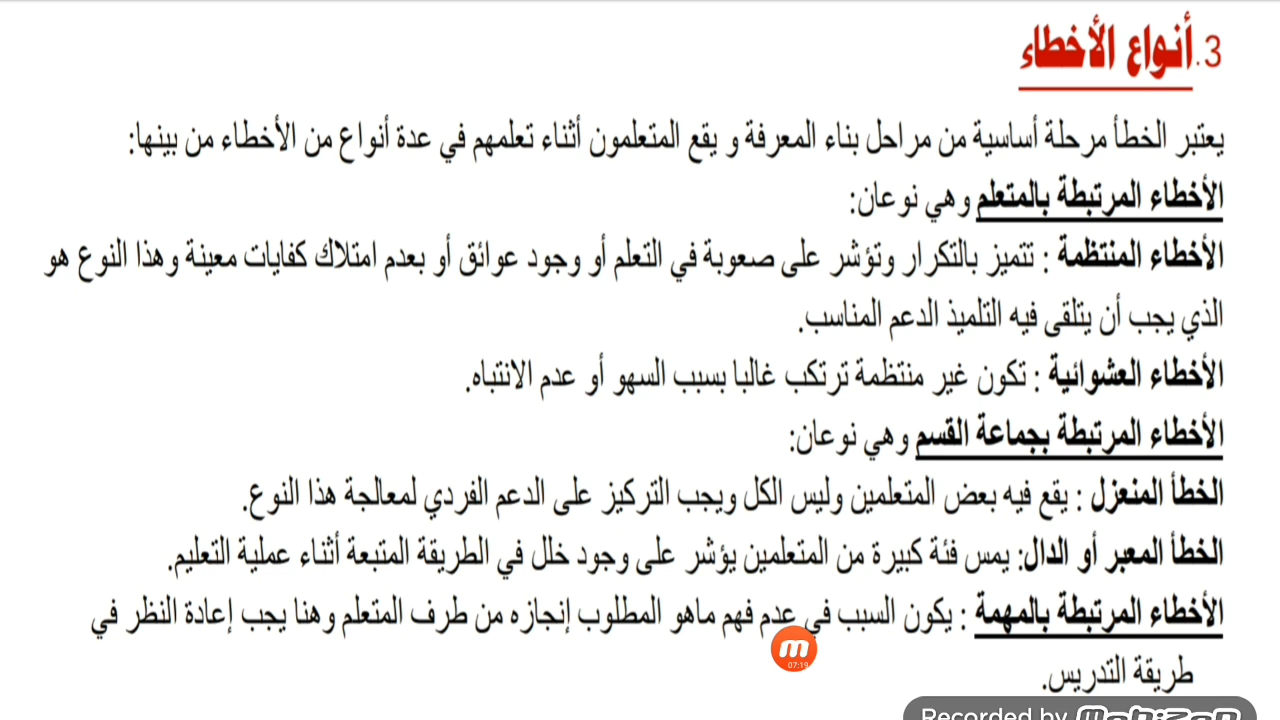 3. أنواع الأخطاء
يعتبر الخطأ مرحلة أساسية من مراحل بناء المعرفة و يقع المتعلمون أثناء تعلمهم في عدة أنواع من الأخطاء من بينها:
الأخطاء المرتبطة بالمتعلم وهي نوعان:
الأخطاء المنتظمة : تتميز بالتكرار وتؤشر على صعوبة في التعلم أو وجود عوائق أو بعدم امتلاك كفايات معينة وهذا النوع هو
الذي يجب أن يتلقى فيه التلميذ الدعم المناسب.
الأخطاء العشوائية : تكون غير منتظمة ترتكب غالبا بسبب السهو أو عدم الانتباه.
الأخطاء المرتبطة بجماعة القسم وهي نوعان:
الخطأ المنعزل : يقع فيه بعض المتعلمين وليس الكل ويجب التركيز على الدعم الفردي لمعالجة هذا النوع.
الخطأ المعبر أو الدال: يمس فئة كبيرة من المتعلمين يؤشر على وجود خلل في الطريقة المتبعة أثناء عملية التعليم.
الأخطاء المرتبطة بالمهمة : يكون السبب في عدم فهم ماهو المطلوب إنجازه من طرف المتعلم وهنا يجب إعادة النظر في
طريقة التدريس.
m
07:19
Recorded by Mobizen